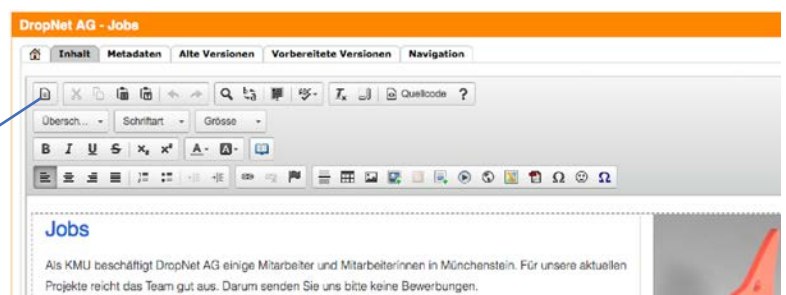 DropNet AG - Jobs
Inhalt Metadaten Alte Versionen Vorbereitete Versionen Navigation
Quellcode ?
Übersch... Schriftart Grösse
B I U S x₂ x² A A
Ω Ω
Jobs
Als KMU beschäftigt DropNet AG einige Mitarbeiter und Mitarbeiterinnen in Münchenstein. Für unsere aktuellen
Projekte reicht das Team gut aus. Darum senden Sie uns bitte keine Bewerbungen.